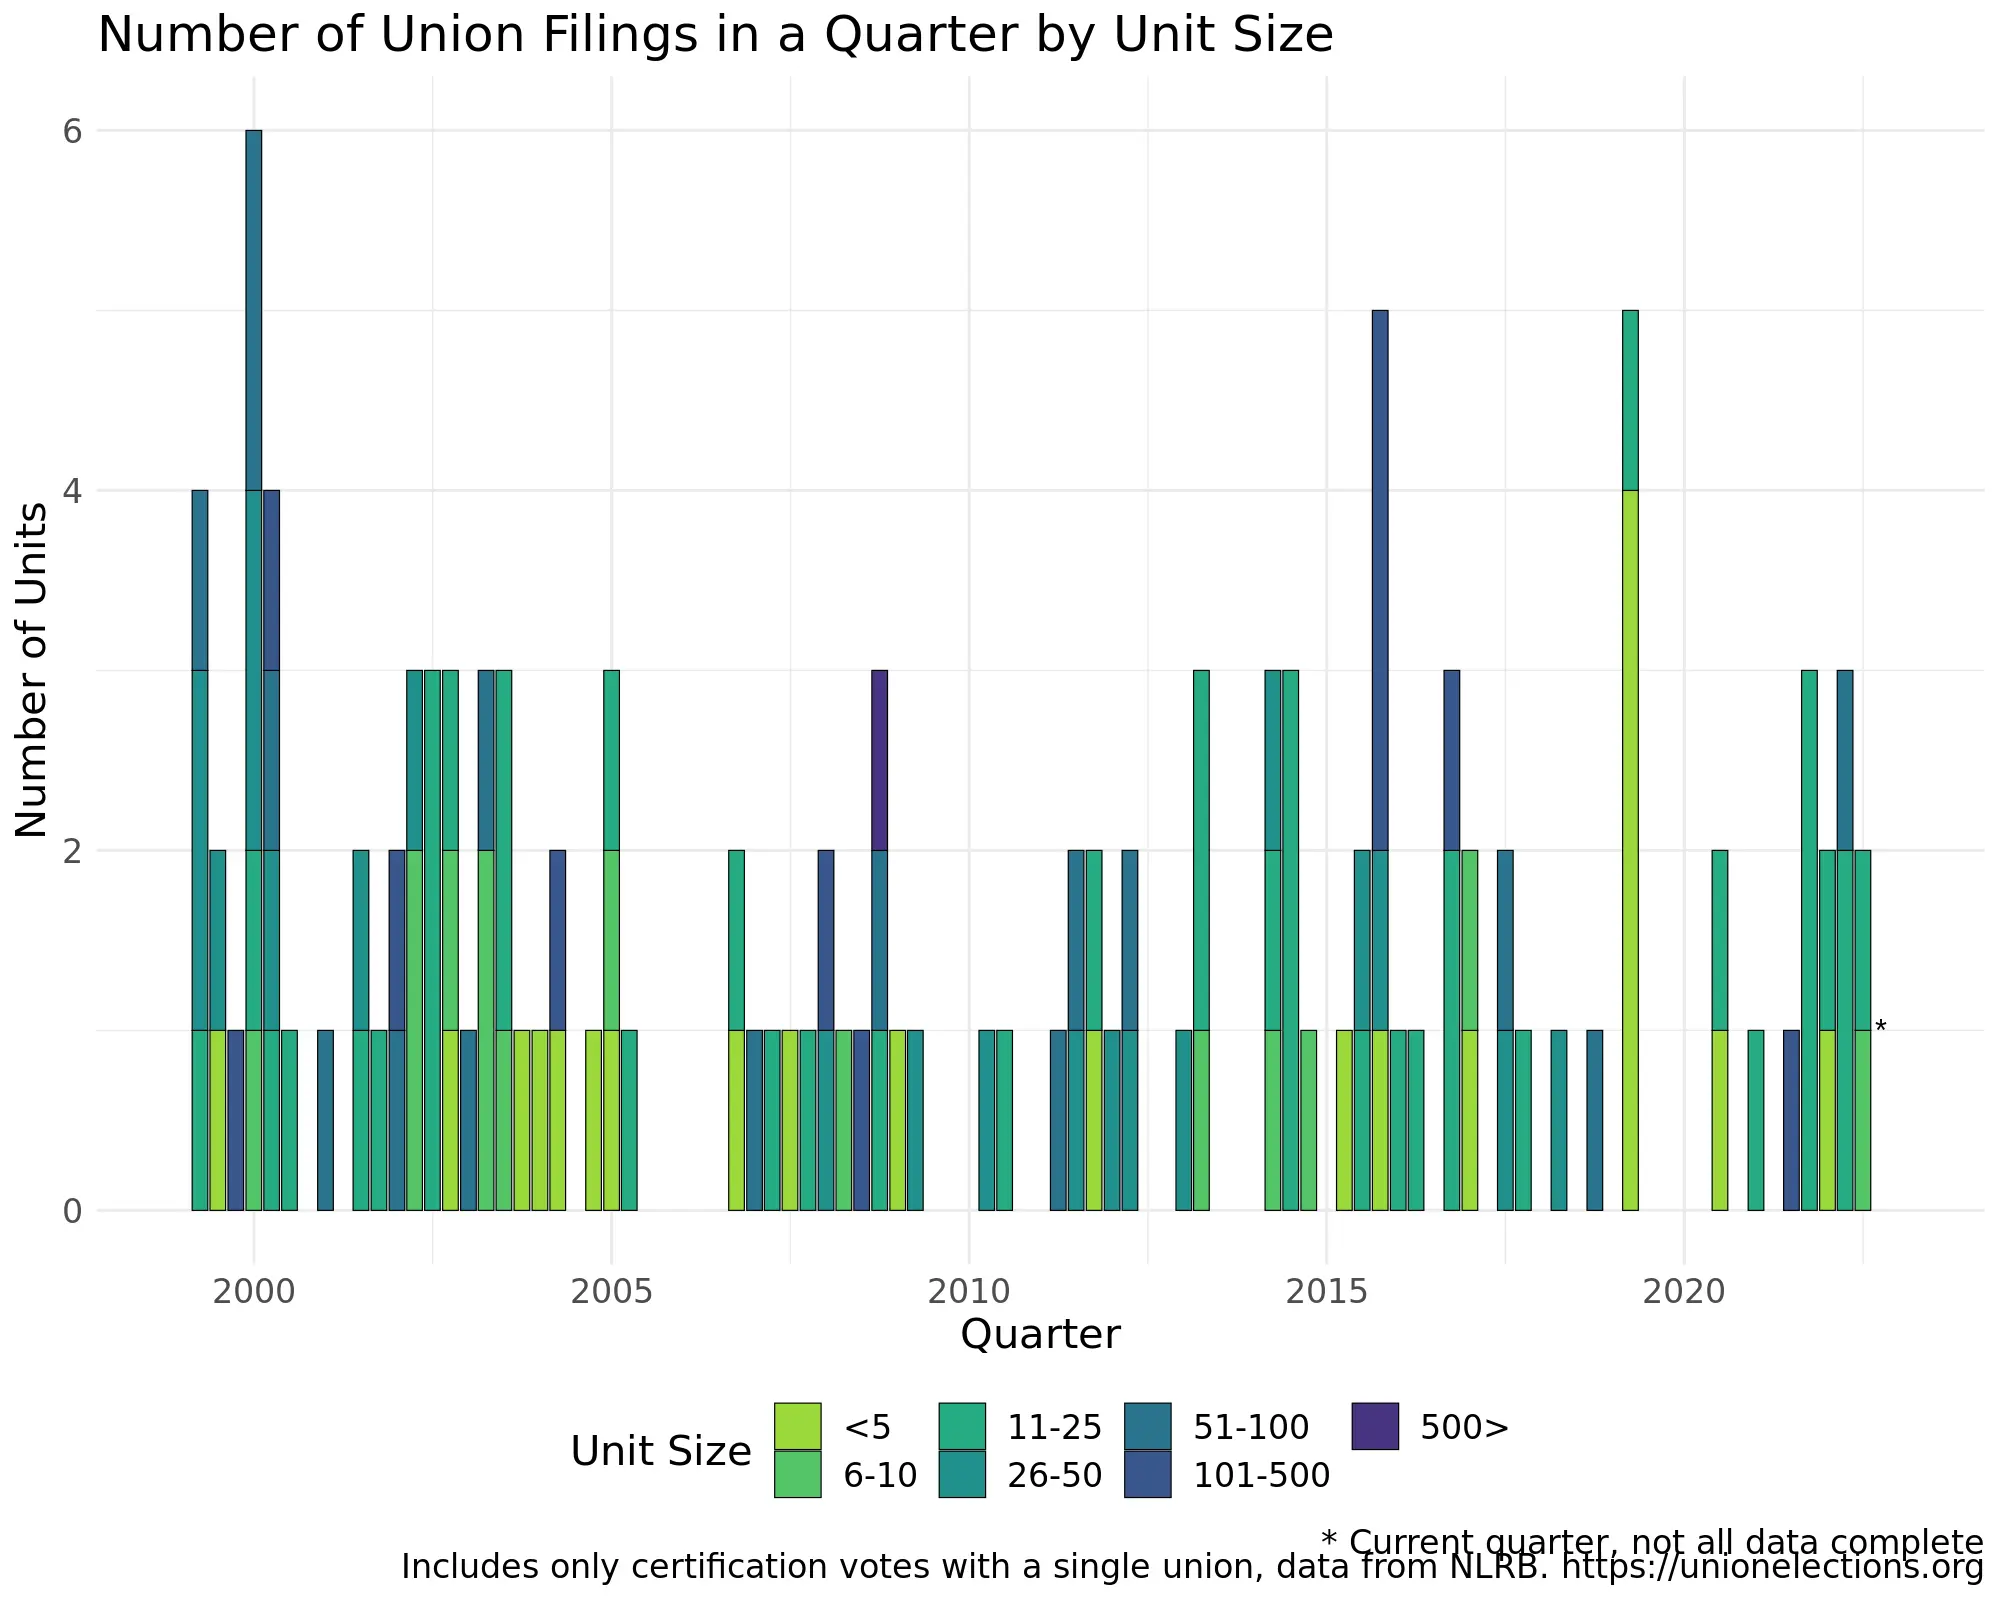 Number of Union Filings in a Quarter by Unit Size
6
4
2
0
Number of Units
*
2000 2005 2010 2015 2020
Quarter
Unit Size
<5 11-25 51-100 500>
6-10 26-50 101-500
* Current quarter, not all data complete
Includes only certification votes with a single union, data from NLRB. https://unionelections.org